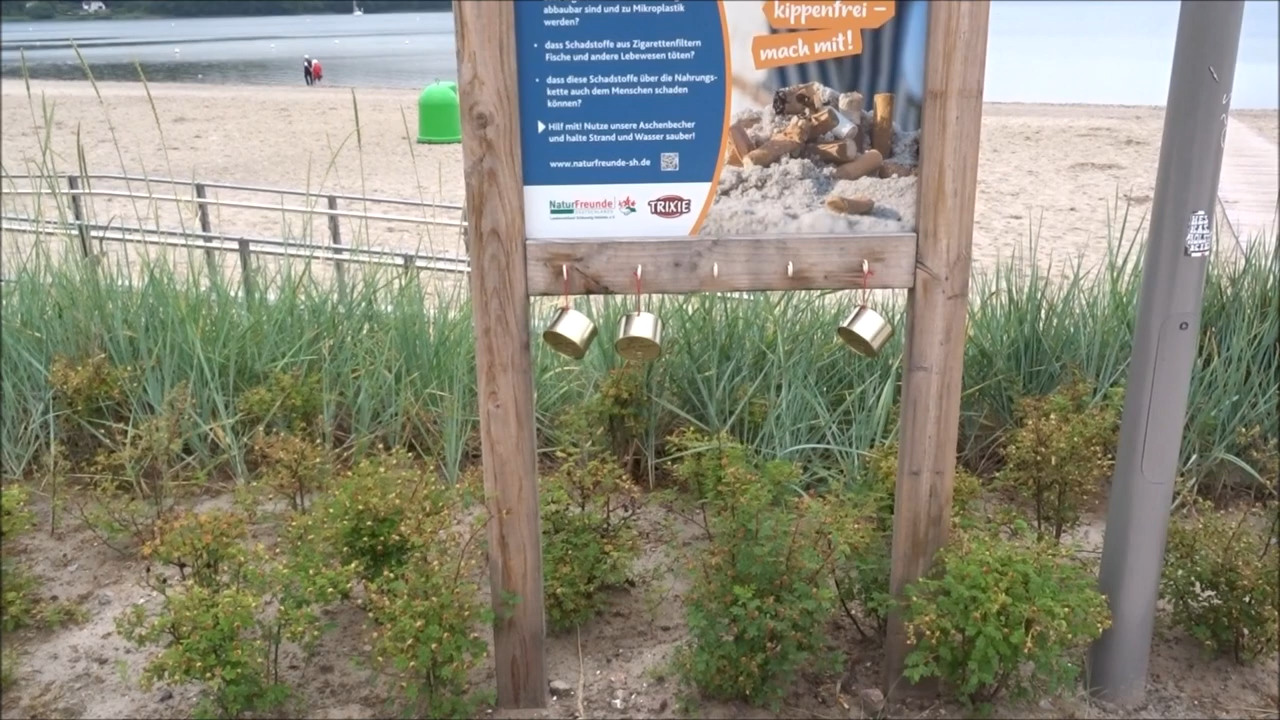 abbaubar sind und zu Mikroplastik
werden?
• dass Schadstoffe aus Zigarettenfiltern
Fische und andere Lebewesen töten?
• dass diese Schadstoffe über die Nahrungs-
kette auch dem Menschen schaden
können?
Hilf mit! Nutze unsere Aschenbecher
und halte Strand und Wasser sauber!
www.naturfreunde-sh.de
NaturFreunde
DEUTSCHLANDS
TRIXIE
kippenfrei –
mach mit!